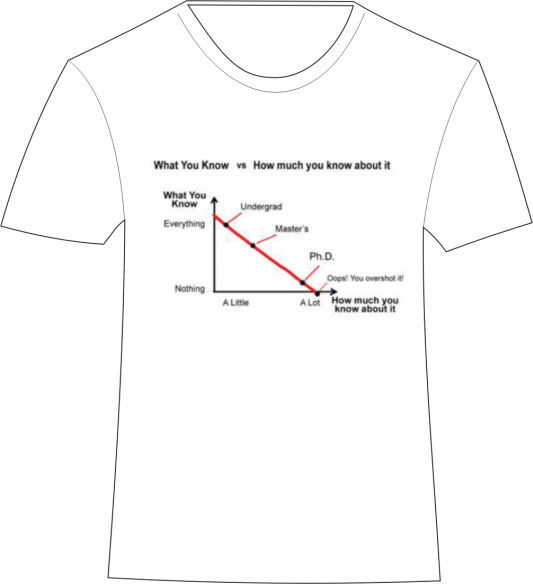 What You Know vs How much you know about it
What You
Know
Undergrad
Everything
Master's
Ph.D.
Oops! You overshot it!
Nothing
A Little
A Lot
How much you
know about it